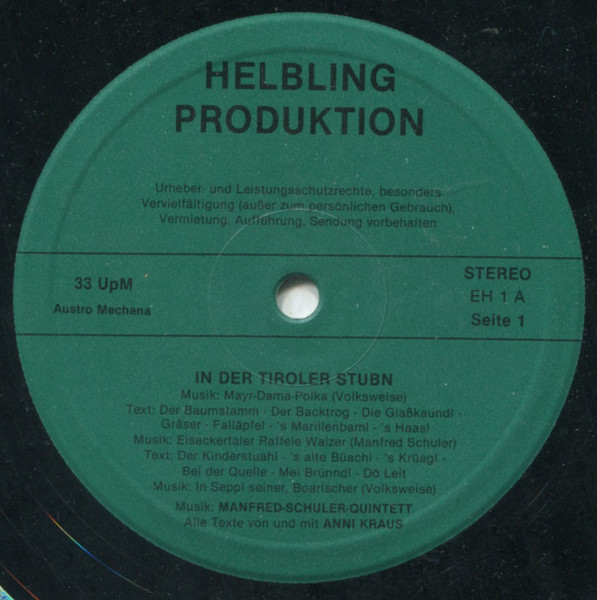 HELBLING
PRODUKTION
Urheber- und Leistungsschutzrechte, besonders
Vervielfältigung (außer zum persönlichen Gebrauch),
Vermietung, Aufführung, Sendung vorbehalten
33 UpM
Austro Mechana
STEREO
EH 1 A
Seite 1
IN DER TIROLER STUBN
Musik: Mayr-Dama-Polka (Volksweise)
Text: Der Baumstamm - Der Backtrog - Die Glaßkaundl -
Gräser - Falläpfel - 's Marillenbaml - 's Haasl
Musik: Eisackertaler Raffele Walzer (Manfred Schuler)
Text: Der Kinderstuahl - 's alte Büachl - 's Krüagl -
Bei der Quelle - Mei Brünndl - Dö Leit
Musik: In Seppl seiner, Boarischer (Volksweise)
Musik: MANFRED-SCHULER-QUINTETT
Alle Texte von und mit ANNI KRAUS